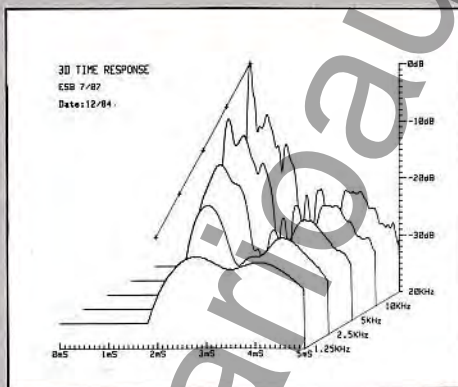 3D TIME RESPONSE
ESB 7/07
Date:12/84
0dB
-10dB
-20dB
-30dB
20KHz
10KHz
5KHz
2.5KHz
1.25KHz
0mS
1mS
2mS
3mS
4mS
5mS